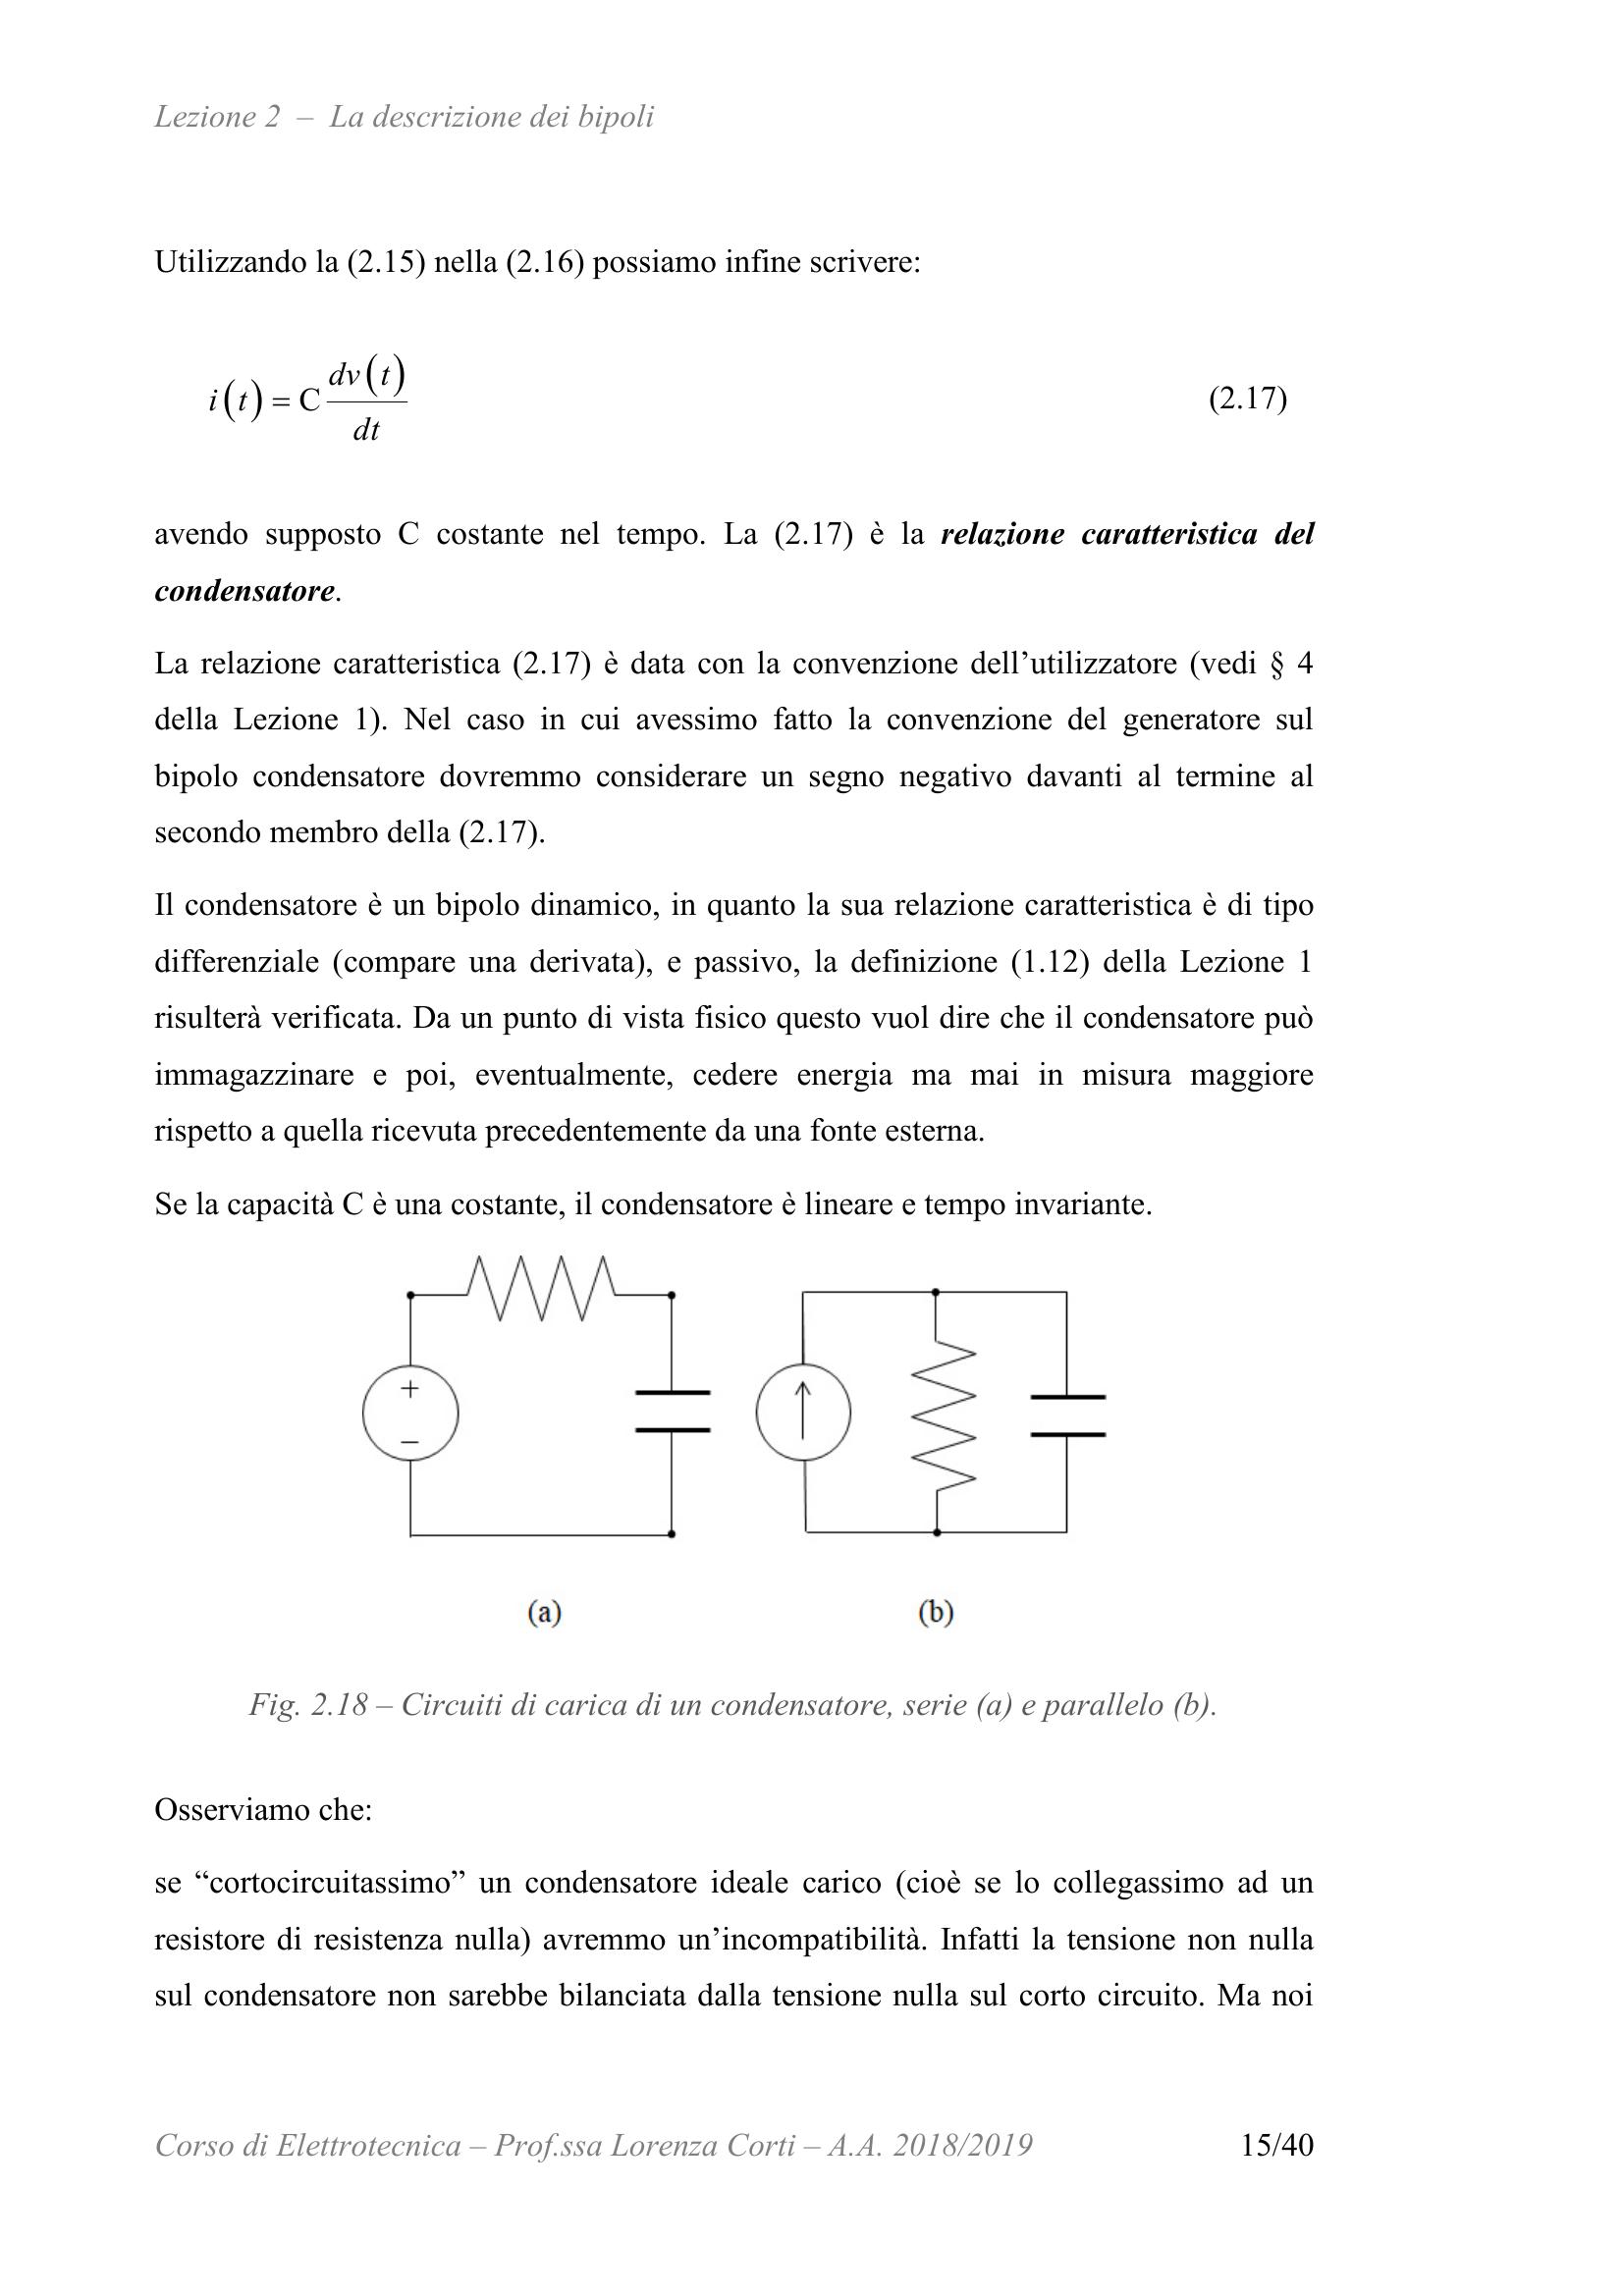 Lezione 2 – La descrizione dei bipoli
Utilizzando la (2.15) nella (2.16) possiamo infine scrivere:
i(t) = C dv(t)/dt (2.17)
avendo supposto C costante nel tempo. La (2.17) è la relazione caratteristica del
condensatore.
La relazione caratteristica (2.17) è data con la convenzione dell’utilizzatore (vedi § 4
della Lezione 1). Nel caso in cui avessimo fatto la convenzione del generatore sul
bipolo condensatore dovremmo considerare un segno negativo davanti al termine al
secondo membro della (2.17).
Il condensatore è un bipolo dinamico, in quanto la sua relazione caratteristica è di tipo
differenziale (compare una derivata), e passivo, la definizione (1.12) della Lezione 1
risulterà verificata. Da un punto di vista fisico questo vuol dire che il condensatore può
immagazzinare e poi, eventualmente, cedere energia ma mai in misura maggiore
rispetto a quella ricevuta precedentemente da una fonte esterna.
Se la capacità C è una costante, il condensatore è lineare e tempo invariante.
+
–
(a) (b)
Fig. 2.18 – Circuiti di carica di un condensatore, serie (a) e parallelo (b).
Osserviamo che:
se “cortocircuitassimo” un condensatore ideale carico (cioè se lo collegassimo ad un
resistore di resistenza nulla) avremmo un’incompatibilità. Infatti la tensione non nulla
sul condensatore non sarebbe bilanciata dalla tensione nulla sul corto circuito. Ma noi
Corso di Elettrotecnica – Prof.ssa Lorenza Corti – A.A. 2018/2019 15/40